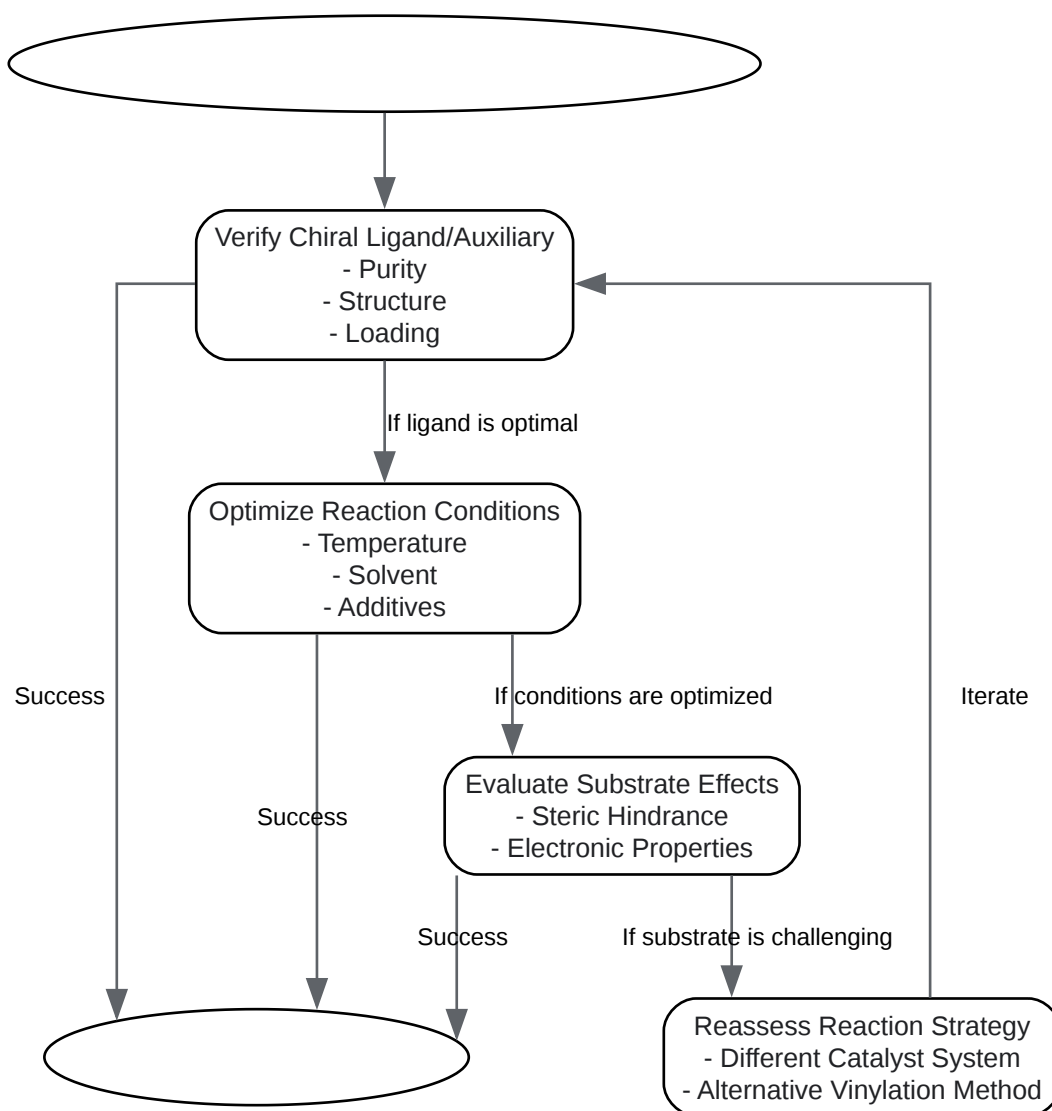 Verify Chiral Ligand/Auxiliary
- Purity
- Structure
- Loading
If ligand is optimal
Optimize Reaction Conditions
- Temperature
- Solvent
- Additives
Success
If conditions are optimized
Iterate
Evaluate Substrate Effects
- Steric Hindrance
- Electronic Properties
Success
Success
If substrate is challenging
Reassess Reaction Strategy
- Different Catalyst System
- Alternative Vinylation Method